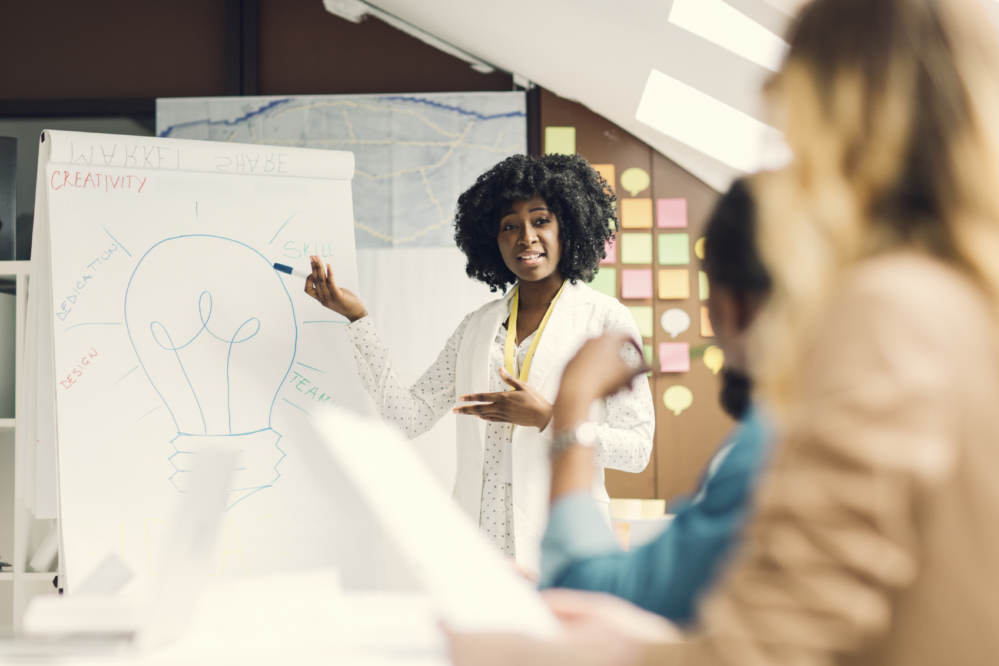 MARKET SHARE
CREATIVITY
SKILL
DEDICATION
DESIGN